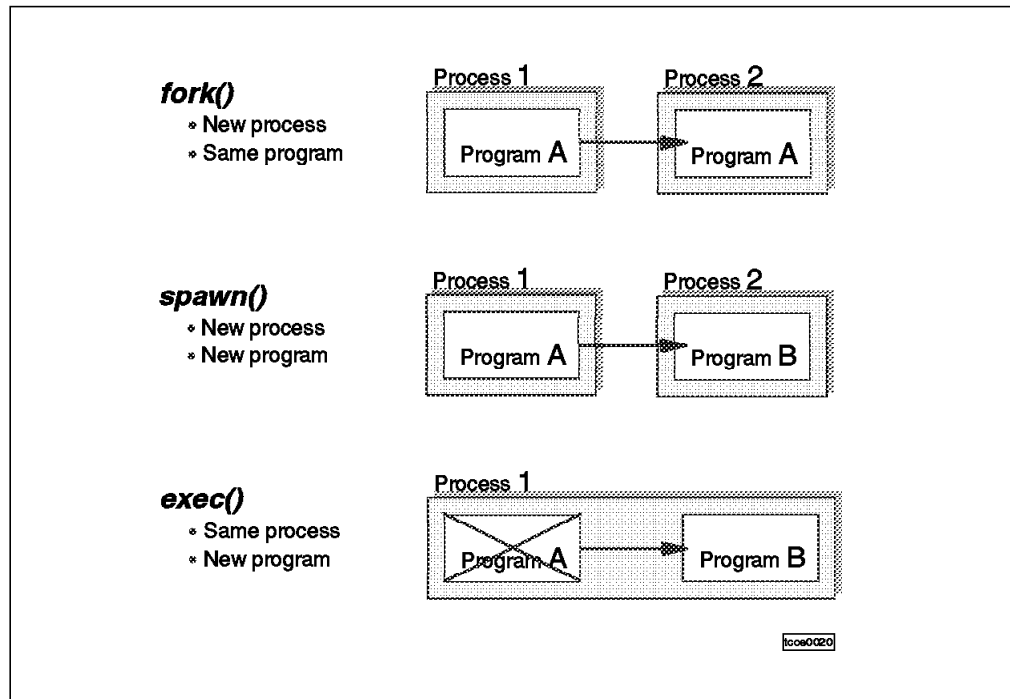 fork()
• New process
• Same program
Process 1
Program A
Process 2
Program A
spawn()
• New process
• New program
Process 1
Program A
Process 2
Program B
exec()
• Same process
• New program
Process 1
Program A
Program B